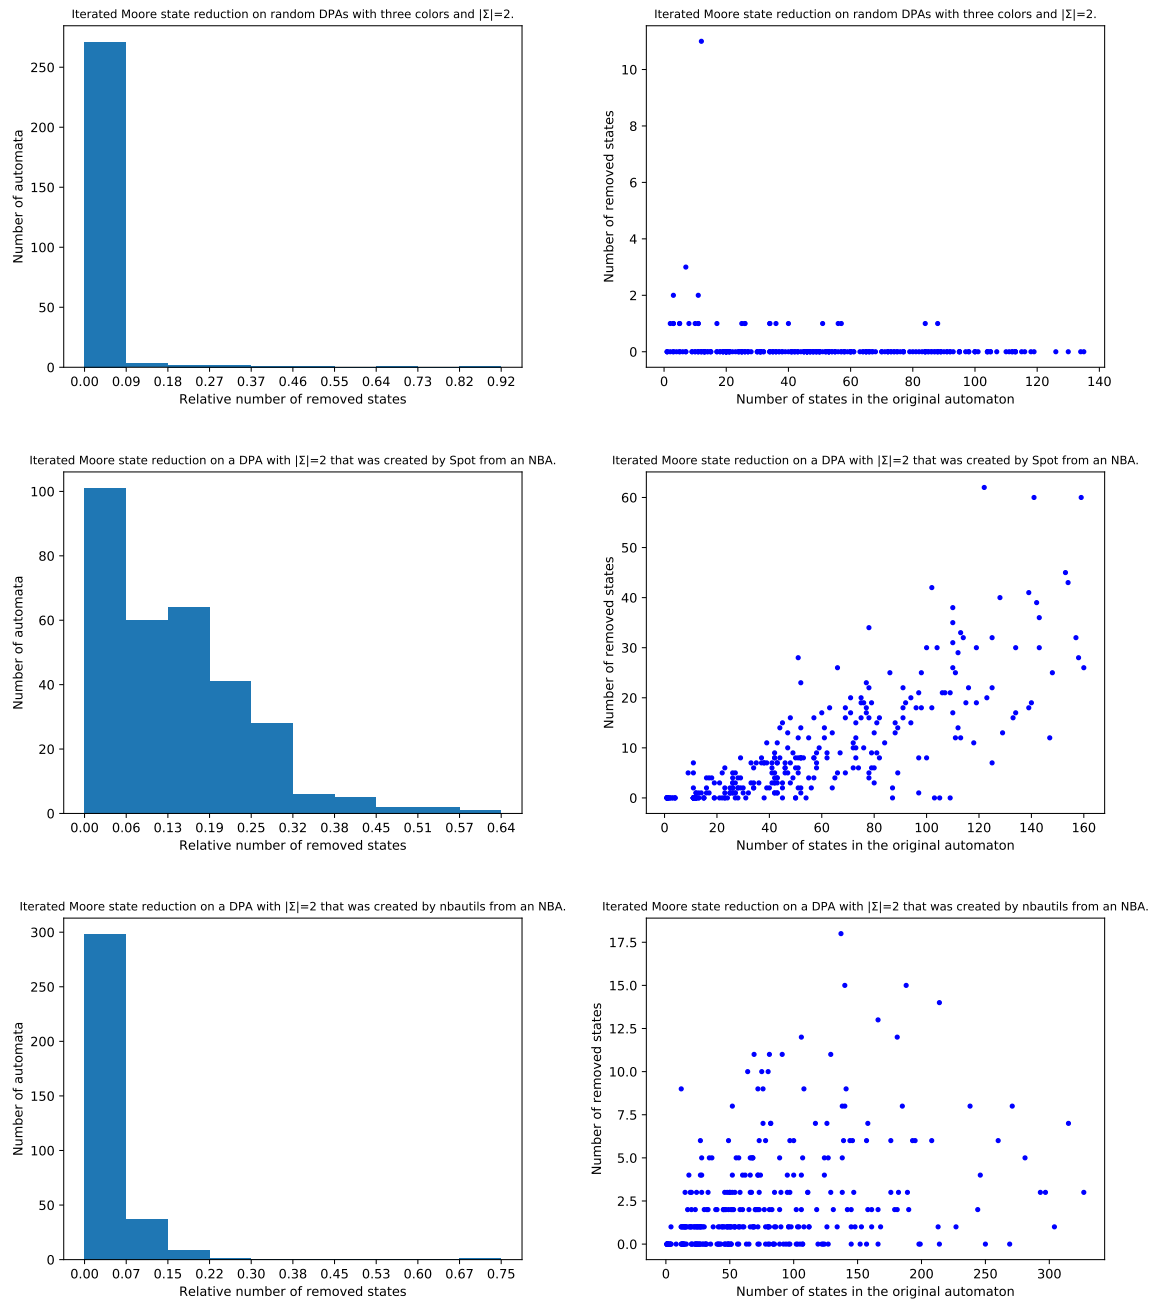 Iterated Moore state reduction on random DPAs with three colors and |Σ|=2.
250
200
150
100
50
0
Number of automata
0.00 0.09 0.18 0.27 0.37 0.46 0.55 0.64 0.73 0.82 0.92
Relative number of removed states
Iterated Moore state reduction on random DPAs with three colors and |Σ|=2.
10
8
6
4
2
0
Number of removed states
0 20 40 60 80 100 120 140
Number of states in the original automaton
Iterated Moore state reduction on a DPA with |Σ|=2 that was created by Spot from an NBA.
100
80
60
40
20
0
Number of automata
0.00 0.06 0.13 0.19 0.25 0.32 0.38 0.45 0.51 0.57 0.64
Relative number of removed states
Iterated Moore state reduction on a DPA with |Σ|=2 that was created by Spot from an NBA.
60
50
40
30
20
10
0
Number of removed states
0 20 40 60 80 100 120 140 160
Number of states in the original automaton
Iterated Moore state reduction on a DPA with |Σ|=2 that was created by nbautils from an NBA.
300
250
200
150
100
50
0
Number of automata
0.00 0.07 0.15 0.22 0.30 0.38 0.45 0.53 0.60 0.67 0.75
Relative number of removed states
Iterated Moore state reduction on a DPA with |Σ|=2 that was created by nbautils from an NBA.
17.5
15.0
12.5
10.0
7.5
5.0
2.5
0.0
Number of removed states
0 50 100 150 200 250 300
Number of states in the original automaton